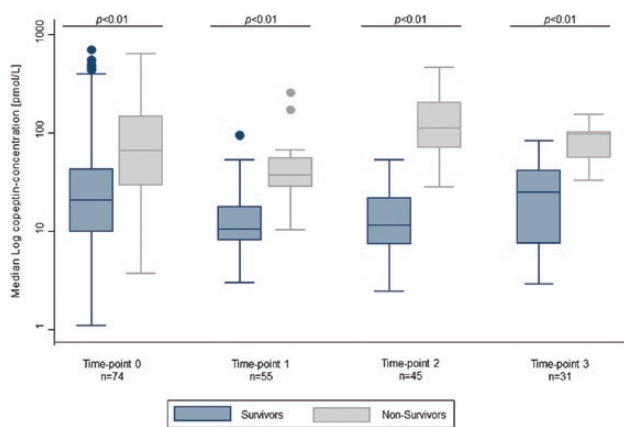 p<0.01 p<0.01 p<0.01 p<0.01
1000
100
10
1
Median Log copeptin-concentration [pmol/L]
Time-point 0 Time-point 1 Time-point 2 Time-point 3
n=74 n=55 n=45 n=31
Survivors Non-Survivors